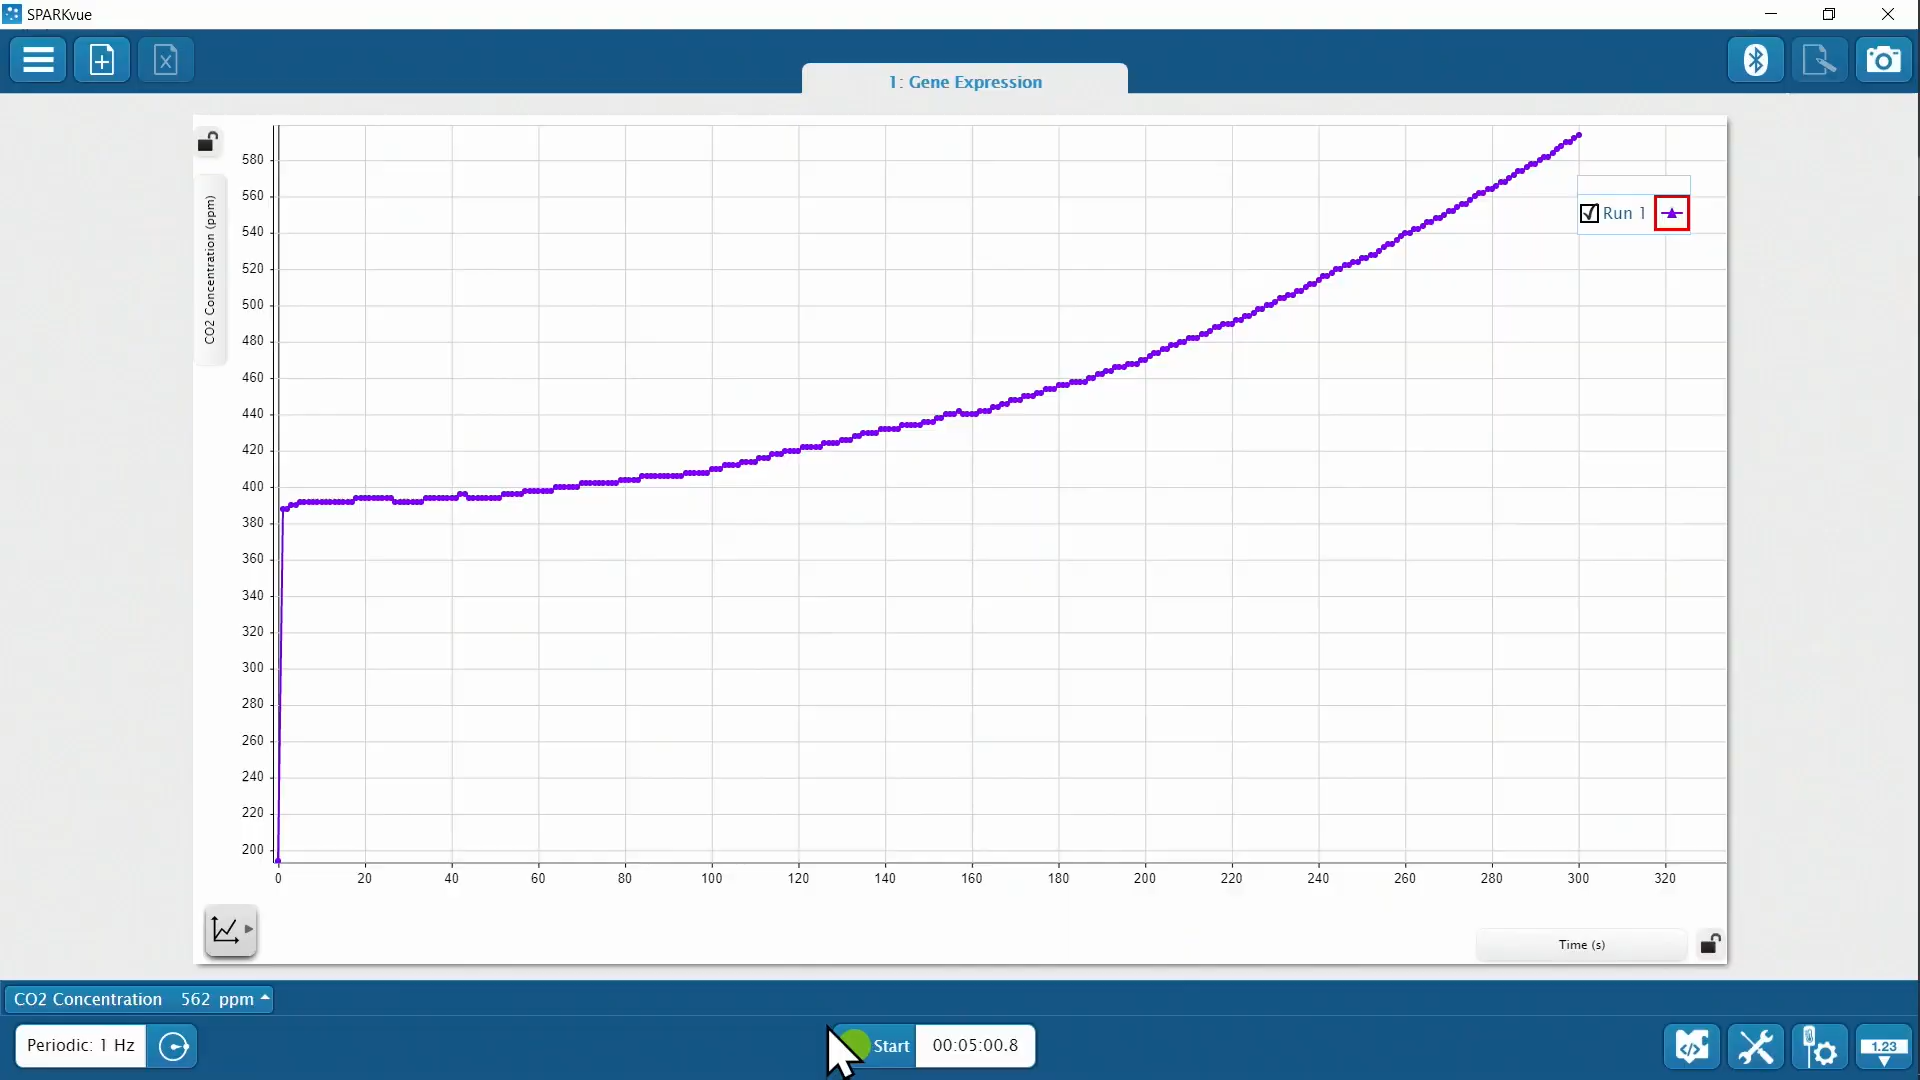 SPARKvue
1: Gene Expression
580
560
540
520
500
480
460
440
420
400
380
360
340
320
300
280
260
240
220
200
CO2 Concentration (ppm)
Run 1
0 20 40 60 80 100 120 140 160 180 200 220 240 260 280 300 320
Time (s)
CO2 Concentration 562 ppm
Periodic: 1 Hz
Start 00:05:00.8
1.23